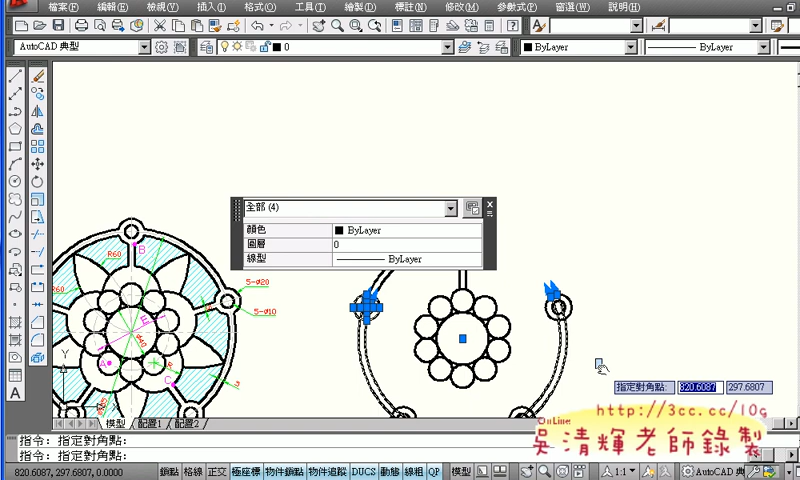 檔案(F) 編輯(E) 檢視(V) 插入(I) 格式(O) 工具(T) 繪製(D) 標註(N) 修改(M) 參數式(P) 視窗(W) 說明(H)
AutoCAD 典型
0
ByLayer
ByLayer
全部 (4)
顏色 ByLayer
圖層 0
線型 ByLayer
B
R60
R60
5-Ø20
5-Ø10
Ø40
A
R
C
3
Y
A
指定對角點: 820.6087 297.6807
http://3cc.cc/10g
OnLine
吳清輝老師錄製
模型 配置1 配置2
指令: 指定對角點:
指令: 指定對角點:
820.6087, 297.6807, 0.0000 鎖點 格線 正交 極座標 物件鎖點 物件追蹤 DUCS 動態 線粗 QP 模型 1:1 AutoCAD 典型